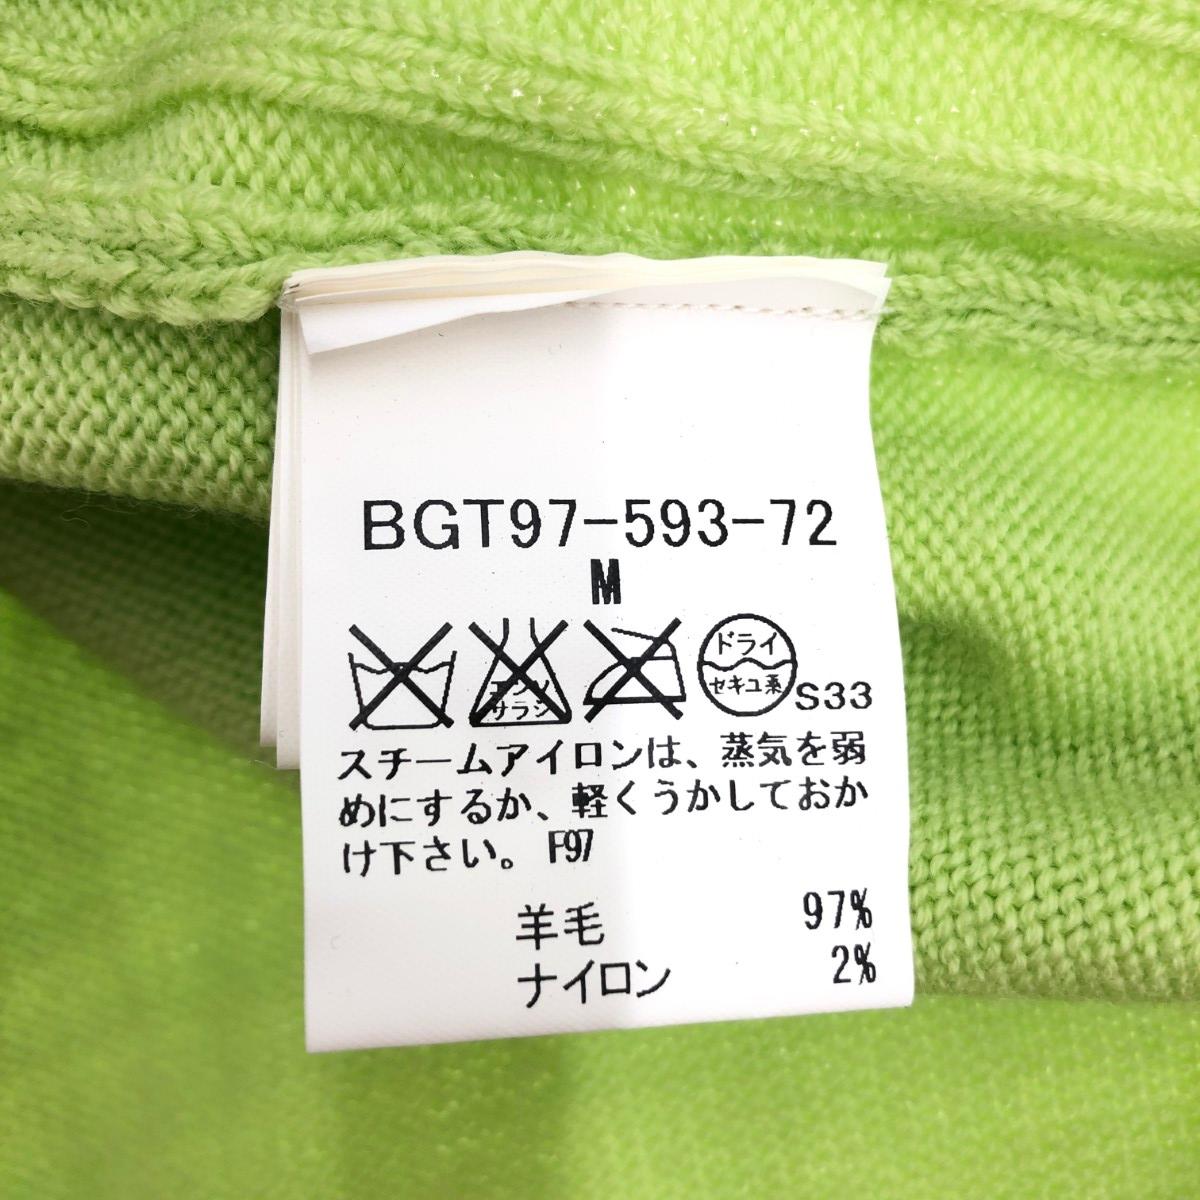 BGT97-593-72
M
エンソ
サラシ
ドライ
セキユ系
S33
スチームアイロンは、蒸気を弱
めにするか、軽くうかしておか
け下さい。 F97
羊毛 97%
ナイロン 2%